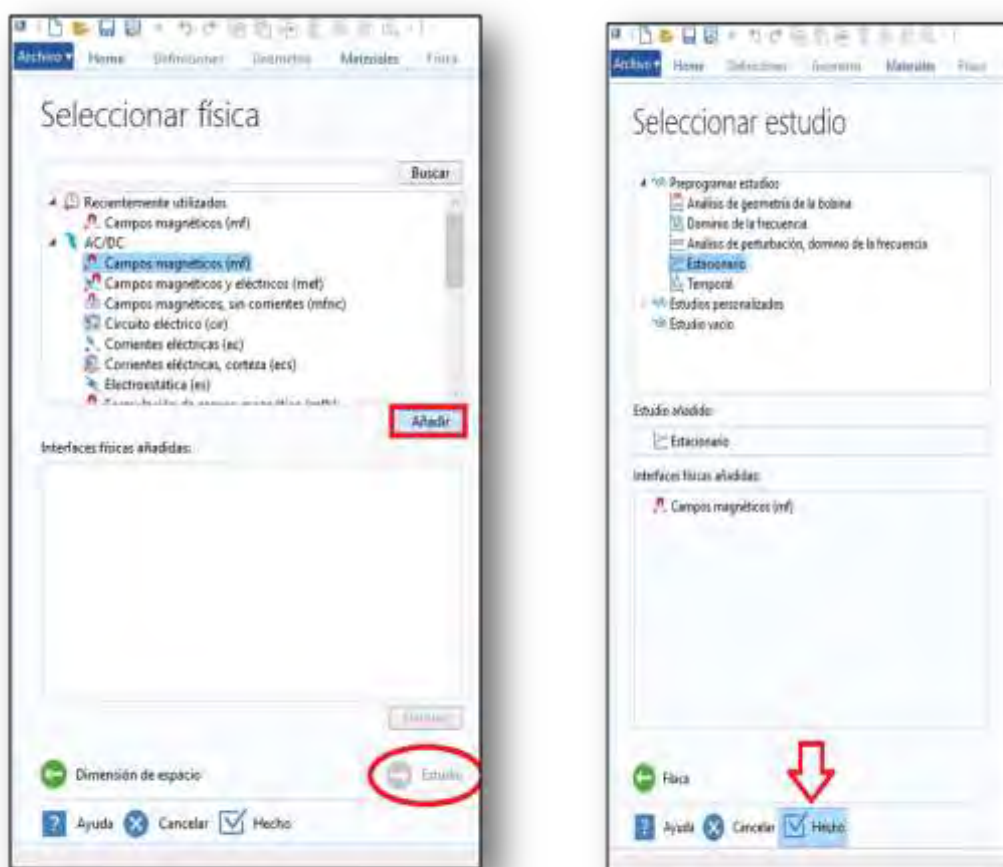 Archivo Home Definiciones Geometría Materiales Física
Seleccionar física
Buscar
Recientemente utilizados
Campos magnéticos (mf)
AC/DC
Campos magnéticos (mf)
Campos magnéticos y eléctricos (mef)
Campos magnéticos, sin corrientes (mfnc)
Circuito eléctrico (cir)
Corrientes eléctricas (ec)
Corrientes eléctricas, corteza (ecs)
Electroestática (es)
Añadir
Interfaces físicas añadidas:
Dimensión de espacio
Estudio
Ayuda Cancelar Hecho
Archivo Home Definiciones Geometría Materiales Física
Seleccionar estudio
Preprogramar estudios
Análisis de geometría de la bobina
Dominio de la frecuencia
Análisis de perturbación, dominio de la frecuencia
Estacionario
Temporal
Estudios personalizados
Estudio vacío
Estudio añadido:
Estacionario
Interfaces físicas añadidas:
Campos magnéticos (mf)
Física
Ayuda Cancelar Hecho